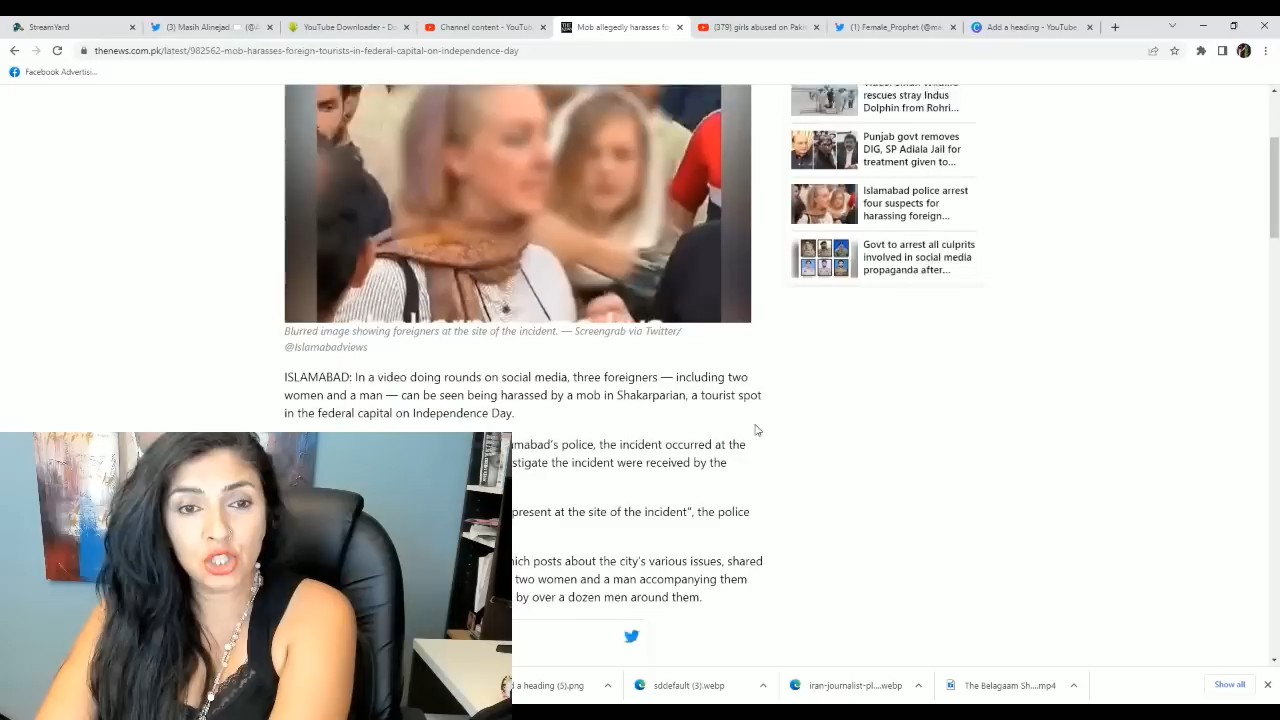 StreamYard
(3) Masih Alinejad
YouTube Downloader - Do
Channel content - YouTub
Mob allegedly harasses fo
(379) girls abused on Paki
(1) Female_Prophet (@me
Add a heading - YouTube
thenews.com.pk/latest/982562-mob-harasses-foreign-tourists-in-federal-capital-on-independence-day
Facebook Advertisi...
rescues stray Indus
Dolphin from Rohri...
Punjab govt removes
DIG, SP Adiala Jail for
treatment given to...
Islamabad police arrest
four suspects for
harassing foreign...
Govt to arrest all culprits
involved in social media
propaganda after...
Blurred image showing foreigners at the site of the incident. — Screengrab via Twitter/
@Islamabadviews
ISLAMABAD: In a video doing rounds on social media, three foreigners — including two
women and a man — can be seen being harassed by a mob in Shakarparian, a tourist spot
in the federal capital on Independence Day.
amabad's police, the incident occurred at the
stigate the incident were received by the
present at the site of the incident", the police
ich posts about the city's various issues, shared
two women and a man accompanying them
by over a dozen men around them.
a heading (5).png
sddefault (3).webp
iran-journalist-pl....webp
The Belagaam Sh....mp4
Show all